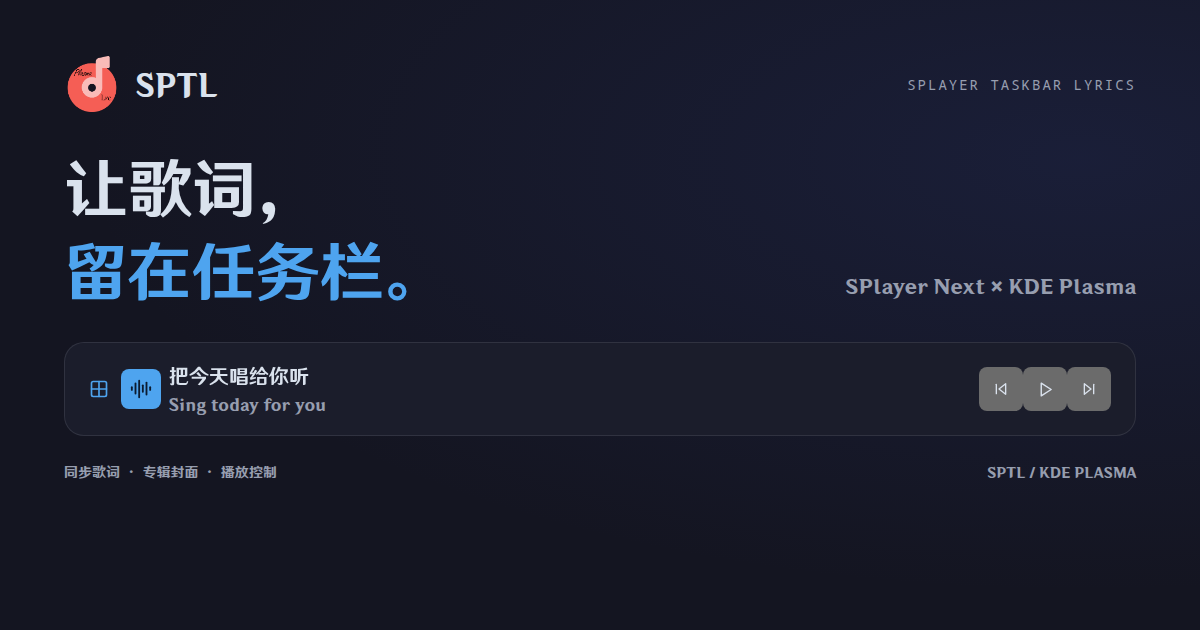 SPTL
SPLAYER TASKBAR LYRICS
让歌词，
留在任务栏。
SPlayer Next × KDE Plasma
把今天唱给你听
Sing today for you
同步歌词 · 专辑封面 · 播放控制
SPTL / KDE PLASMA